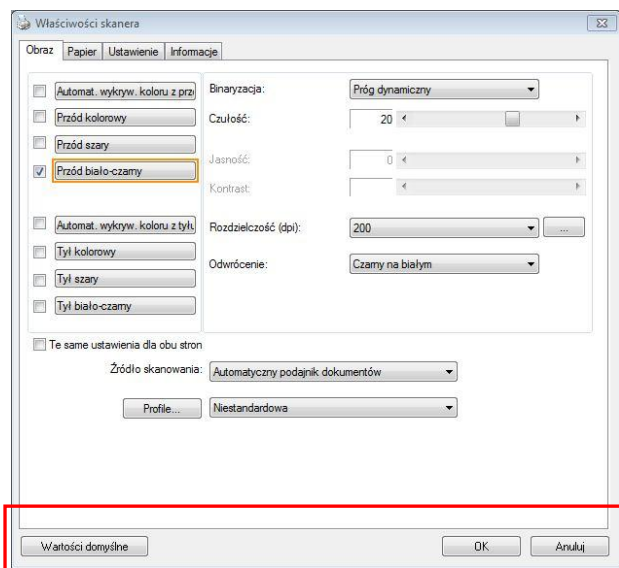 Właściwości skanera
Obraz Papier Ustawienie Informacje
Automat. wykryw. koloru z prz
Przód kolorowy
Przód szary
Przód biało-czarny
Automat. wykryw. koloru z tyłu
Tył kolorowy
Tył szary
Tył biało-czarny
Binaryzacja: Próg dynamiczny
Czułość: 20
Jasność: 0
Kontrast:
Rozdzielczość (dpi): 200 ...
Odwrócenie: Czarny na białym
Te same ustawienia dla obu stron
Źródło skanowania: Automatyczny podajnik dokumentów
Profile... Niestandardowa
Wartości domyślne OK Anuluj